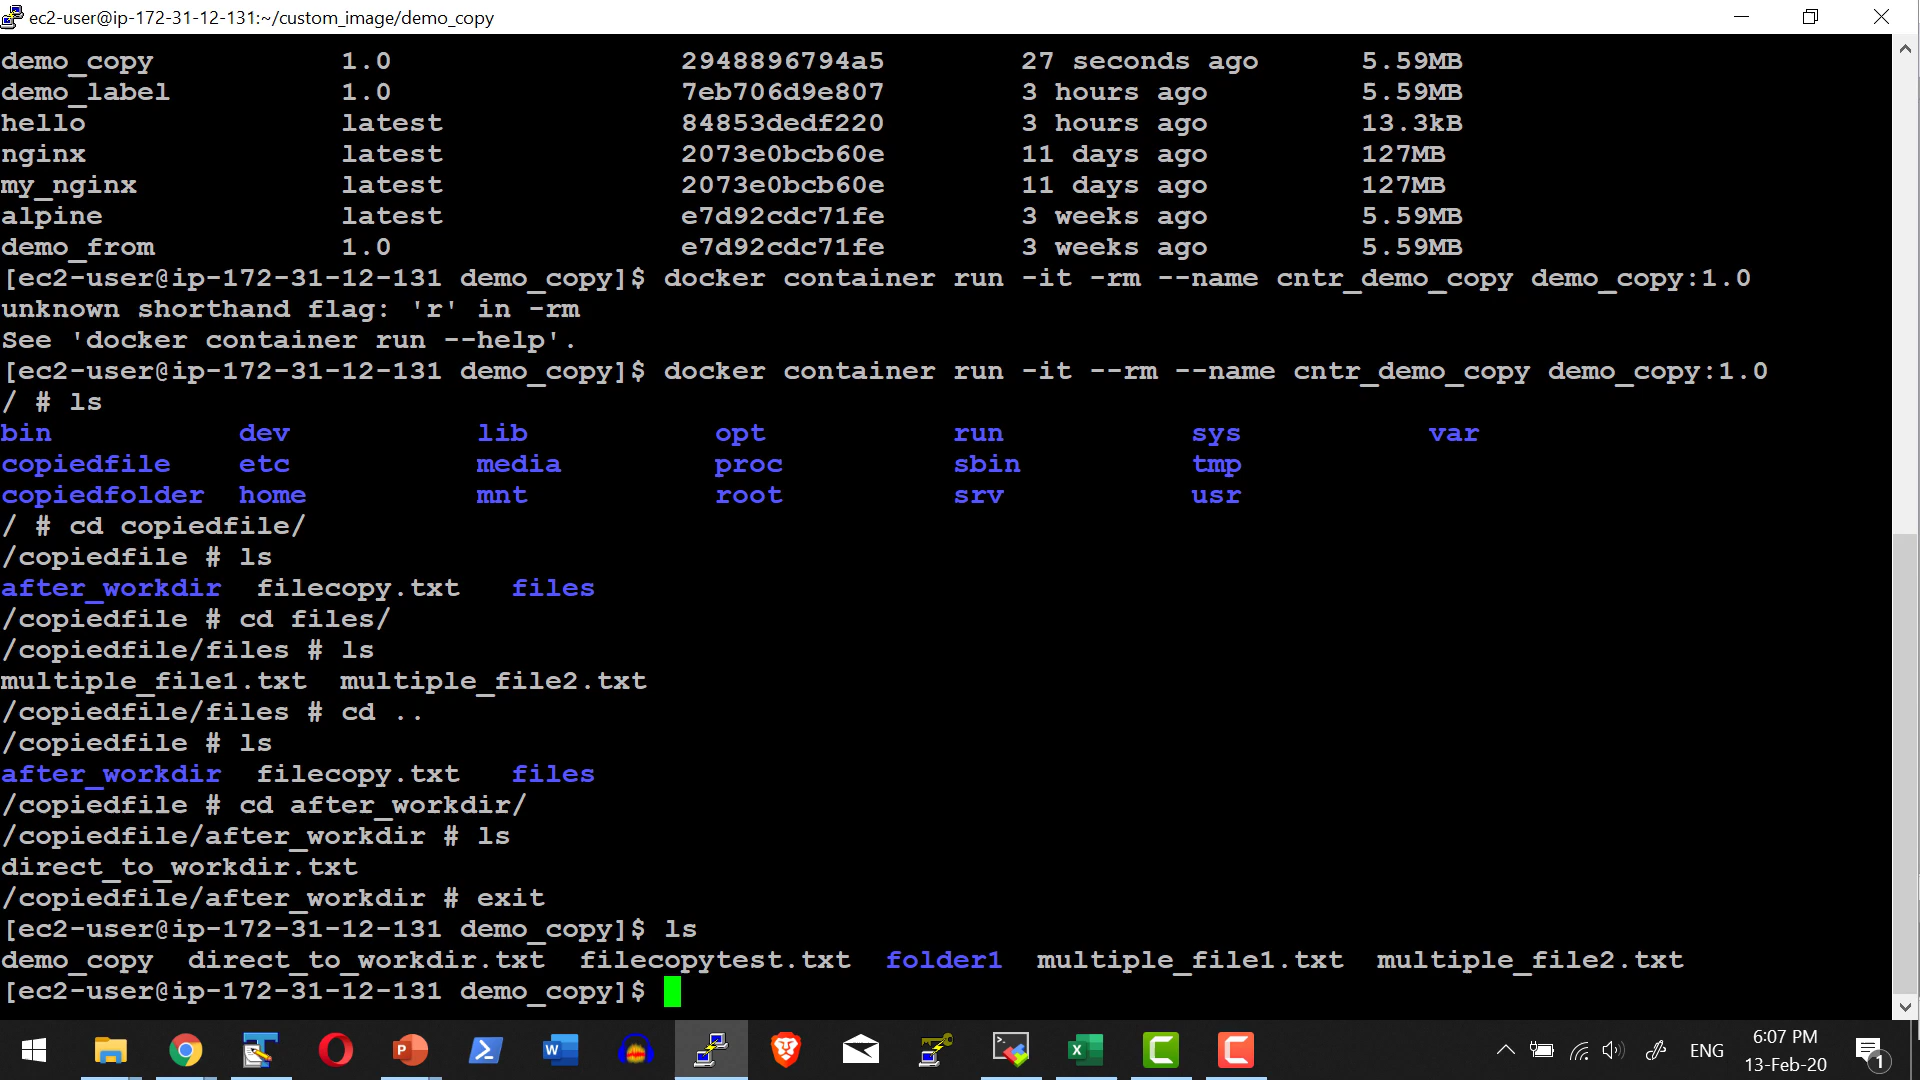 ec2-user@ip-172-31-12-131:~/custom_image/demo_copy
demo_copy 1.0 2948896794a5 27 seconds ago 5.59MB
demo_label 1.0 7eb706d9e807 3 hours ago 5.59MB
hello latest 84853dedf220 3 hours ago 13.3kB
nginx latest 2073e0bcb60e 11 days ago 127MB
my_nginx latest 2073e0bcb60e 11 days ago 127MB
alpine latest e7d92cdc71fe 3 weeks ago 5.59MB
demo_from 1.0 e7d92cdc71fe 3 weeks ago 5.59MB
[ec2-user@ip-172-31-12-131 demo_copy]$ docker container run -it -rm --name cntr_demo_copy demo_copy:1.0
unknown shorthand flag: 'r' in -rm
See 'docker container run --help'.
[ec2-user@ip-172-31-12-131 demo_copy]$ docker container run -it --rm --name cntr_demo_copy demo_copy:1.0
/ # ls
bin dev lib opt run sys var
copiedfile etc media proc sbin tmp
copiedfolder home mnt root srv usr
/ # cd copiedfile/
/copiedfile # ls
after_workdir filecopy.txt files
/copiedfile # cd files/
/copiedfile/files # ls
multiple_file1.txt multiple_file2.txt
/copiedfile/files # cd ..
/copiedfile # ls
after_workdir filecopy.txt files
/copiedfile # cd after_workdir/
/copiedfile/after_workdir # ls
direct_to_workdir.txt
/copiedfile/after_workdir # exit
[ec2-user@ip-172-31-12-131 demo_copy]$ ls
demo_copy direct_to_workdir.txt filecopytest.txt folder1 multiple_file1.txt multiple_file2.txt
[ec2-user@ip-172-31-12-131 demo_copy]$
ENG
6:07 PM
13-Feb-20
1